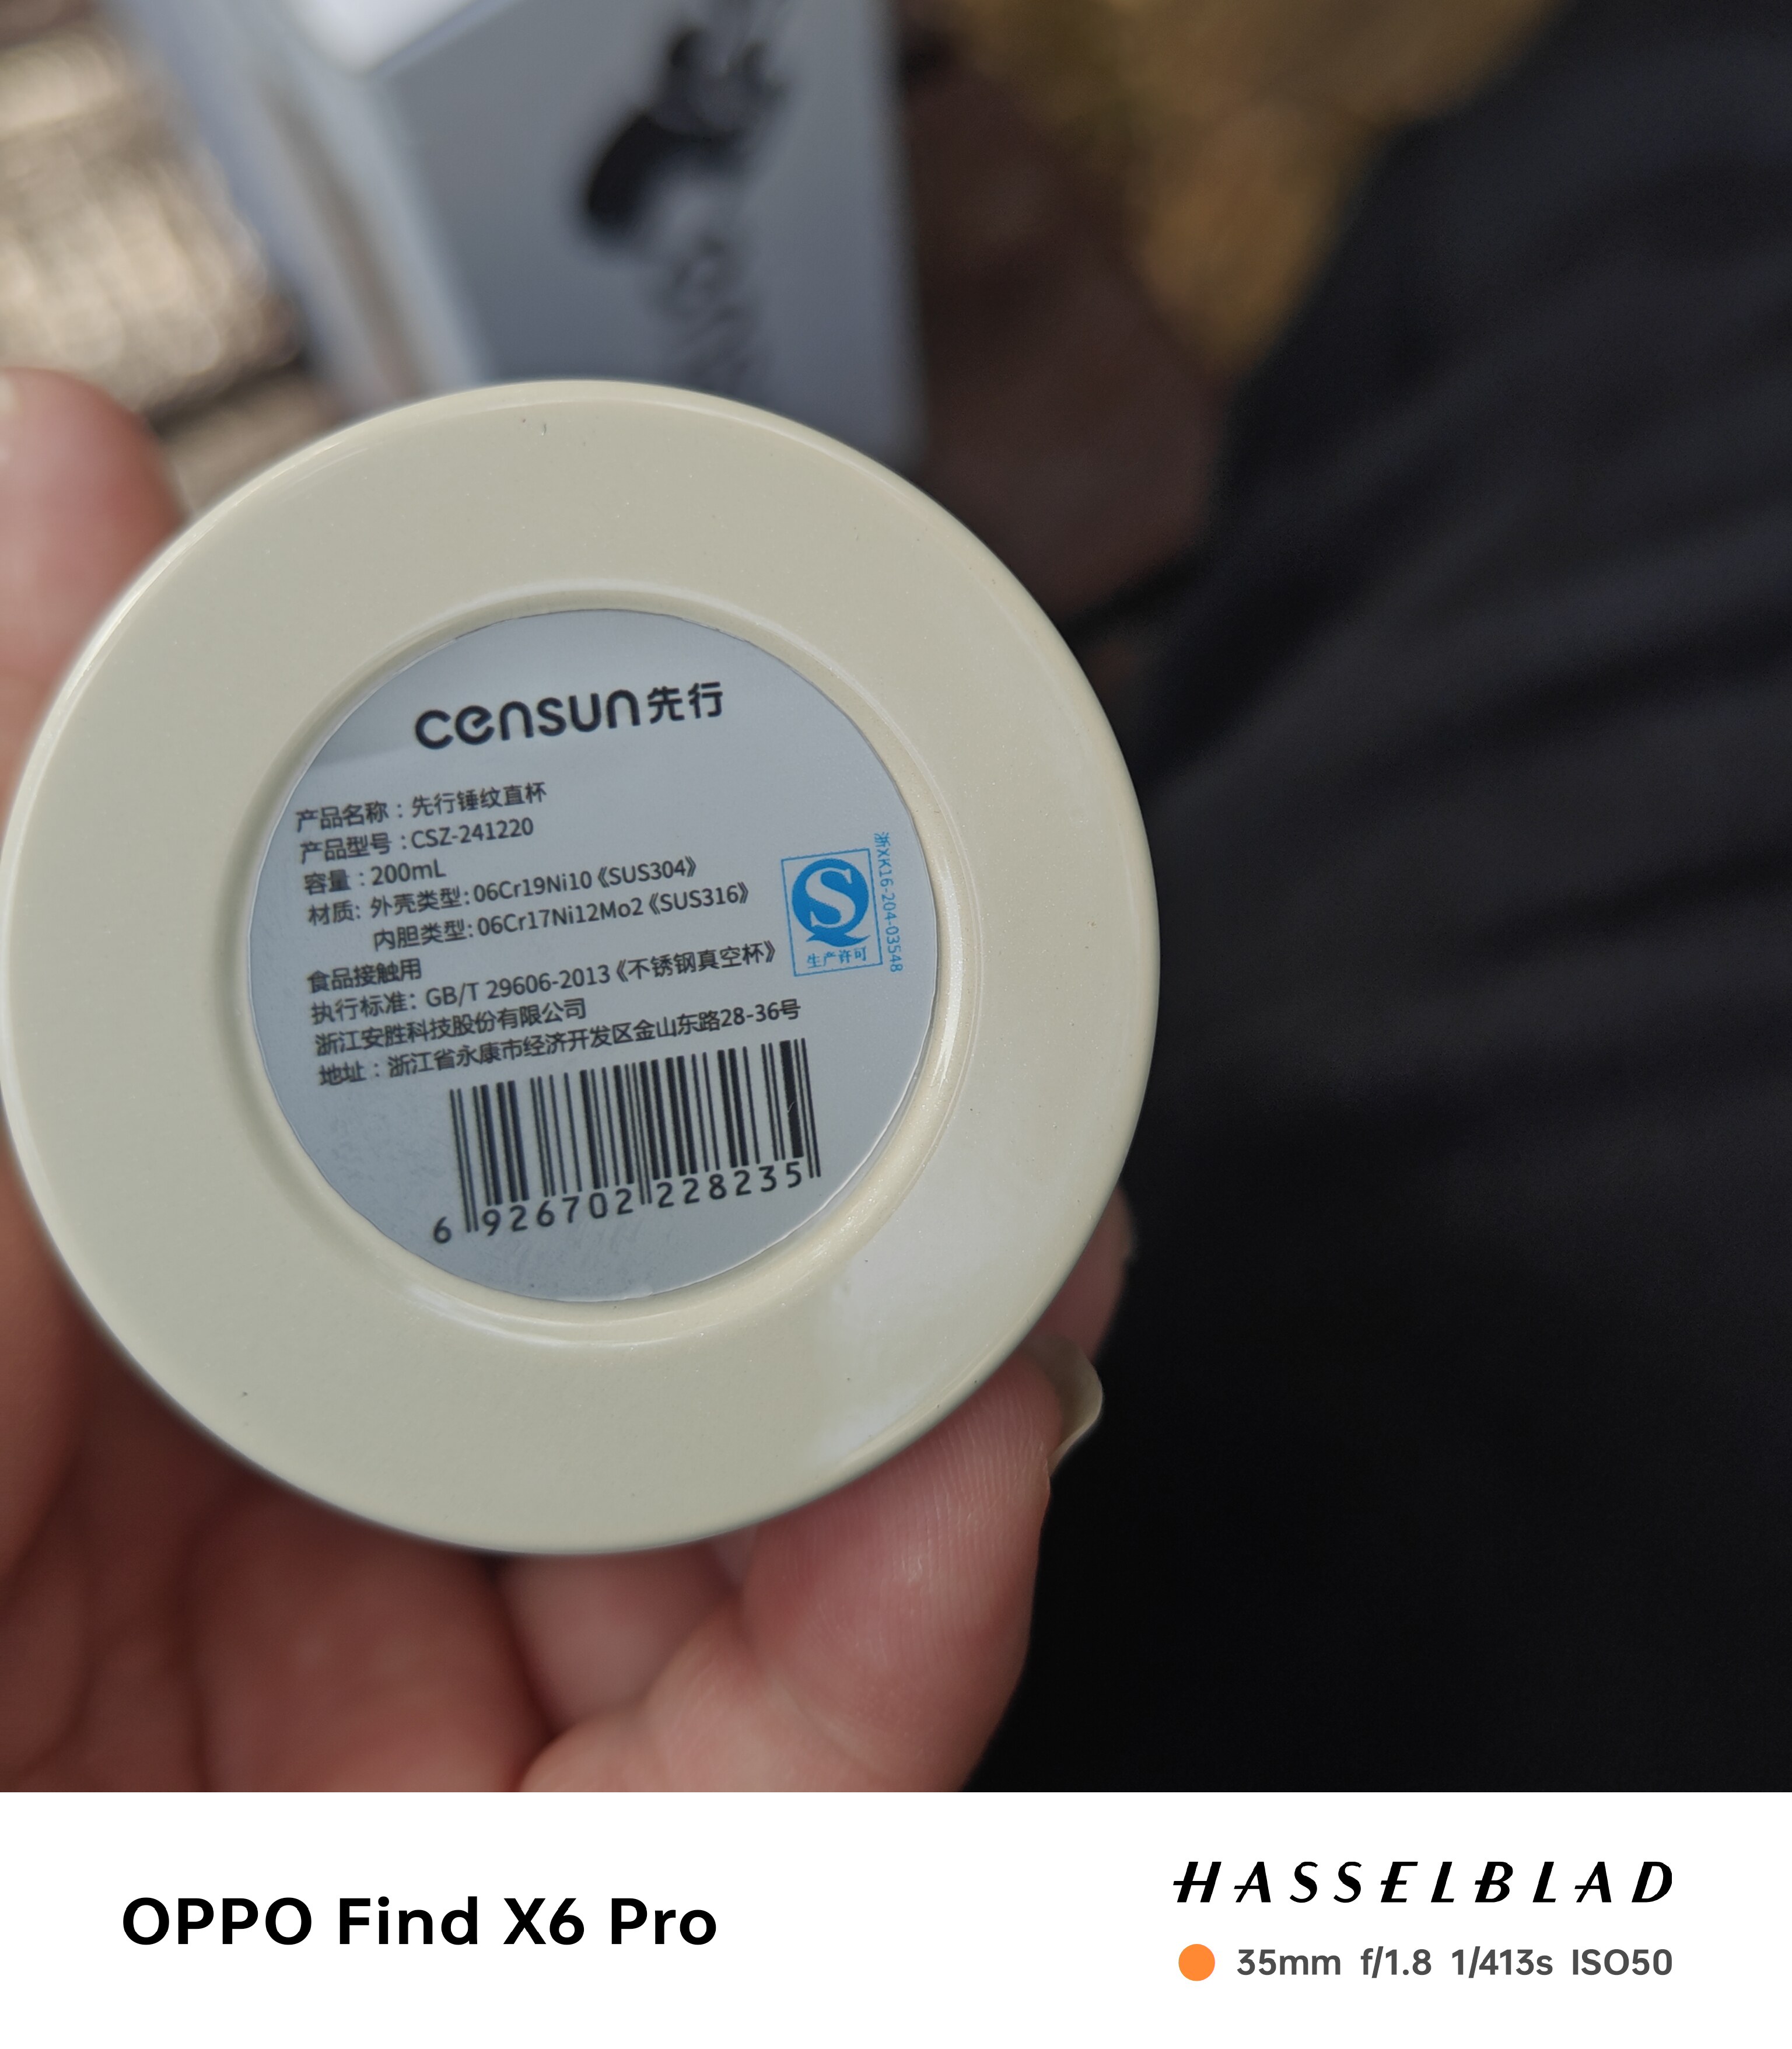 censun先行
产品名称：先行锤纹直杯
产品型号：CSZ-241220
容量：200mL
材质: 外壳类型: 06Cr19Ni10《SUS304》
内胆类型: 06Cr17Ni12Mo2《SUS316》
食品接触用
执行标准: GB/T 29606-2013《不锈钢真空杯》
浙江安胜科技股份有限公司
地址：浙江省永康市经济开发区金山东路28-36号
生产许可
浙XK16-204-03548
6 926702 228235
OPPO Find X6 Pro
HASSELBLAD
35mm f/1.8 1/413s ISO50